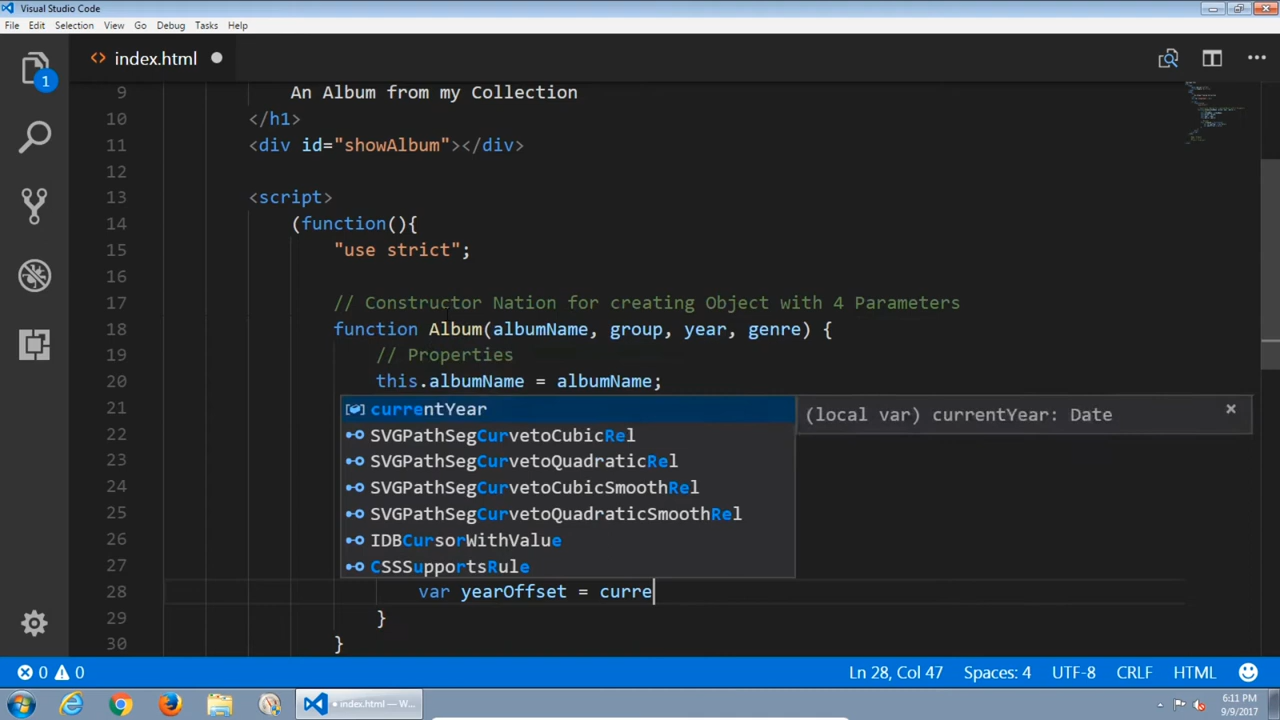 Visual Studio Code
File Edit Selection View Go Debug Tasks Help
<> index.html
1
9 An Album from my Collection
10 </h1>
11 <div id="showAlbum"></div>
12
13 <script>
14 (function(){
15 "use strict";
16
17 // Constructor Nation for creating Object with 4 Parameters
18 function Album(albumName, group, year, genre) {
19 // Properties
20 this.albumName = albumName;
21 currentYear (local var) currentYear: Date ×
22 SVGPathSegCurvetoCubicRel
23 SVGPathSegCurvetoQuadraticRel
24 SVGPathSegCurvetoCubicSmoothRel
25 SVGPathSegCurvetoQuadraticSmoothRel
26 IDBCursorWithValue
27 CSSSupportsRule
28 var yearOffset = curre
29 }
30 }
0 0 Ln 28, Col 47 Spaces: 4 UTF-8 CRLF HTML
• index.html — W...
6:11 PM
9/9/2017